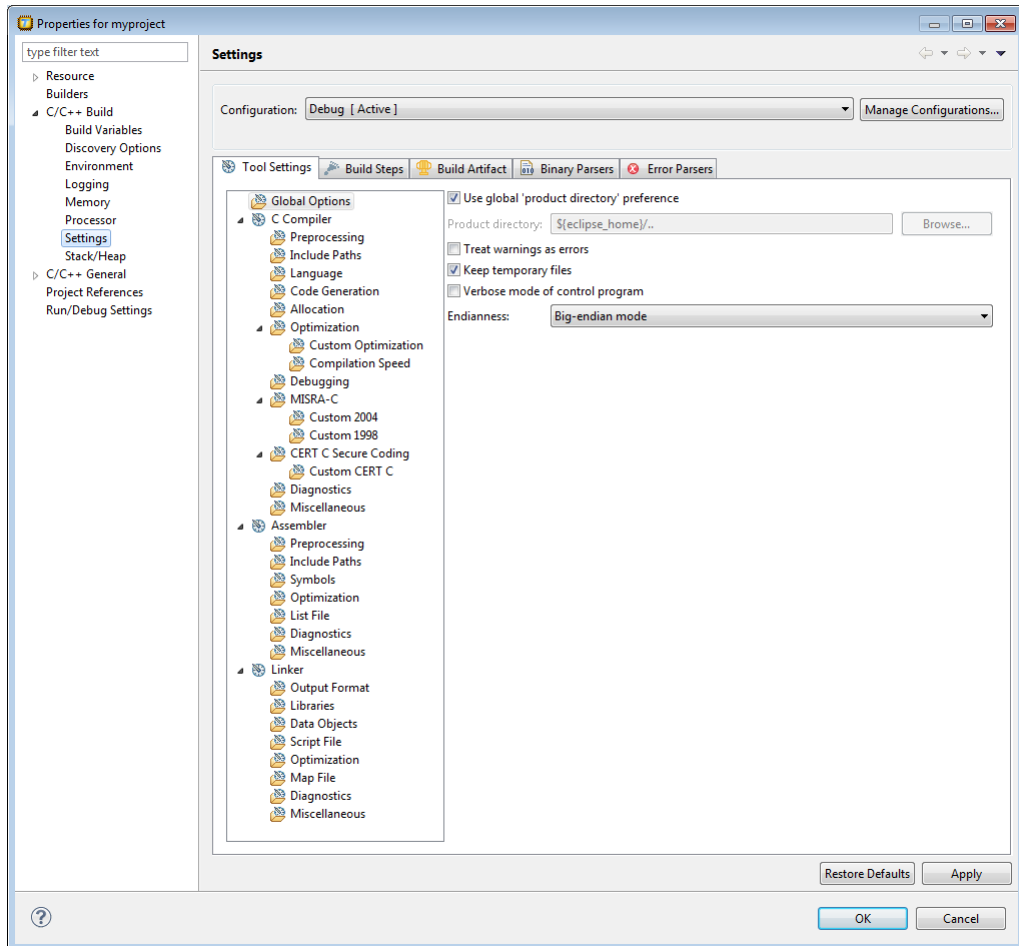 Properties for myproject
type filter text
Resource
Builders
C/C++ Build
Build Variables
Discovery Options
Environment
Logging
Memory
Processor
Settings
Stack/Heap
C/C++ General
Project References
Run/Debug Settings
Settings
Configuration: Debug [ Active ] Manage Configurations...
Tool Settings Build Steps Build Artifact Binary Parsers Error Parsers
Global Options
C Compiler
Preprocessing
Include Paths
Language
Code Generation
Allocation
Optimization
Custom Optimization
Compilation Speed
Debugging
MISRA-C
Custom 2004
Custom 1998
CERT C Secure Coding
Custom CERT C
Diagnostics
Miscellaneous
Assembler
Preprocessing
Include Paths
Symbols
Optimization
List File
Diagnostics
Miscellaneous
Linker
Output Format
Libraries
Data Objects
Script File
Optimization
Map File
Diagnostics
Miscellaneous
Use global 'product directory' preference
Product directory: ${eclipse_home}/.. Browse...
Treat warnings as errors
Keep temporary files
Verbose mode of control program
Endianness: Big-endian mode
Restore Defaults Apply
? OK Cancel